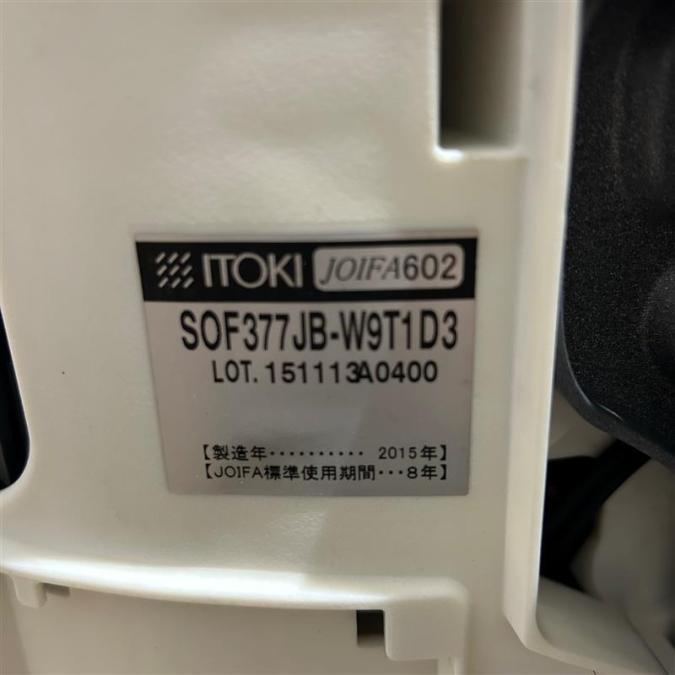 ITOKI JOIFA602
SOF377JB-W9T1D3
LOT. 151113A0400
【製造年・・・・・・・・・・ 2015年】
【JOIFA標準使用期間・・・8年】